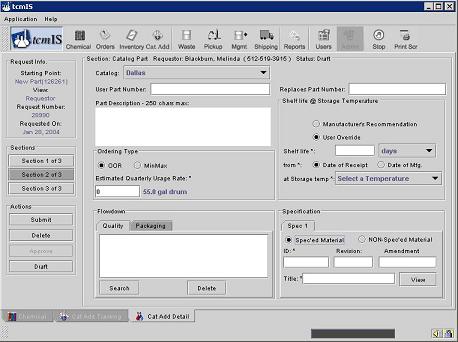 tcmIS
Application Help
tcmIS
Chemical Orders Inventory Cat Add Waste Pickup Mgmt Shipping Reports Users Admin Stop Print Scr
Request Info.
Starting Point:
New Part(126261)
View:
Requestor
Request Number:
28990
Requested On:
Jan 28, 2004
Sections
Section 1 of 3
Section 2 of 3
Section 3 of 3
Actions
Submit
Delete
Approve
Draft
Section: Catalog Part Requestor: Blackburn, Melinda ( 512-519-3915 ) Status: Draft
Catalog: Dallas
User Part Number:
Replaces Part Number:
Part Description - 250 chars max:
Shelf life @ Storage Temperature
Manufacturer's Recommendation
User Override
Shelf life *: days
from *: Date of Receipt Date of Mfg.
at Storage temp *: Select a Temperature
Ordering Type
OOR MinMax
Estimated Quarterly Usage Rate: *
0 55.0 gal drum
Flowdown
Quality Packaging
Search Delete
Specification
Spec 1
Spec'ed Material NON-Spec'ed Material
ID: * Revision: Amendment
Title: * View
Chemical Cat Add Tracking Cat Add Detail